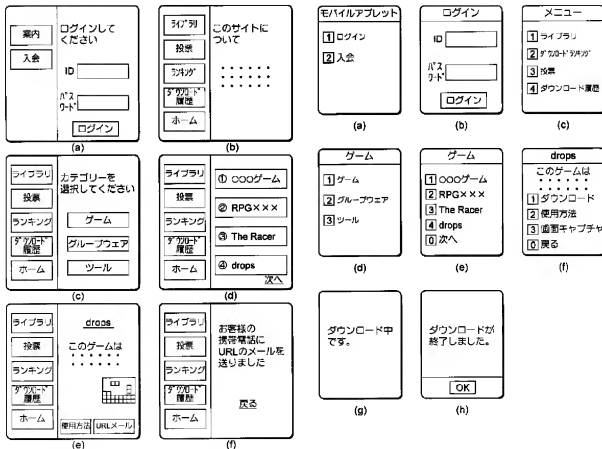 案内
入会
ログインして
ください
ID
パス
ワード
ログイン
(a)
ライブラリ
投票
ランキング
ダウンロード
履歴
ホーム
このサイトに
ついて
(b)
モバイルアプレット
1 ログイン
2 入会
(a)
ログイン
ID
パス
ワード
ログイン
(b)
メニュー
1 ライブラリ
2 ダウンロードランキング
3 投票
4 ダウンロード履歴
(c)
ライブラリ
投票
ランキング
ダウンロード
履歴
ホーム
カテゴリーを
選択してください
ゲーム
グループウェア
ツール
(c)
ライブラリ
投票
ランキング
ダウンロード
履歴
ホーム
① ○○○ゲーム
② RPG×××
③ The Racer
④ drops
次へ
(d)
ゲーム
1 ゲーム
2 グループウェア
3 ツール
(d)
ゲーム
1 ○○○ゲーム
2 RPG×××
3 The Racer
4 drops
0 次へ
(e)
drops
このゲームは
1 ダウンロード
2 使用方法
3 画面キャプチャ
0 戻る
(f)
ライブラリ
投票
ランキング
ダウンロード
履歴
ホーム
drops
このゲームは
使用方法
URLメール
(e)
ライブラリ
投票
ランキング
ダウンロード
履歴
ホーム
お客様の
携帯電話に
URLのメールを
送りました
戻る
(f)
ダウンロード中
です。
(g)
ダウンロードが
終了しました。
OK
(h)